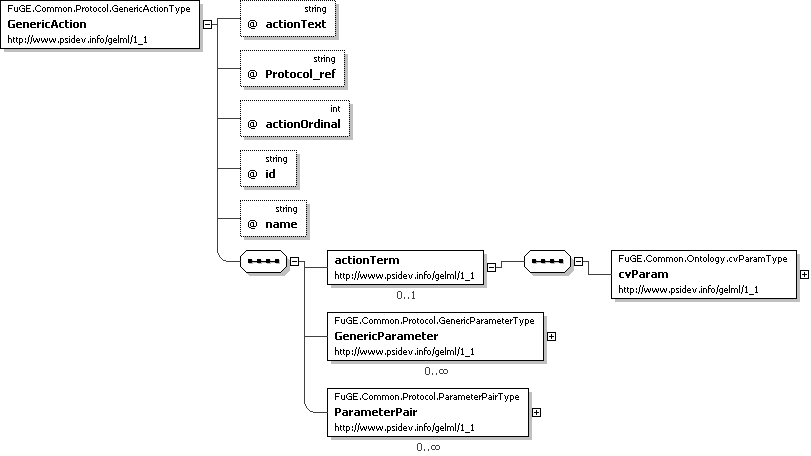 FuGE.Common.Protocol.GenericActionType
GenericAction
http://www.psidev.info/gelml/1_1
string
@ actionText
string
@ Protocol_ref
int
@ actionOrdinal
string
@ id
string
@ name
actionTerm
http://www.psidev.info/gelml/1_1
0..1
FuGE.Common.Ontology.cvParamType
cvParam
http://www.psidev.info/gelml/1_1
FuGE.Common.Protocol.GenericParameterType
GenericParameter
http://www.psidev.info/gelml/1_1
0..∞
FuGE.Common.Protocol.ParameterPairType
ParameterPair
http://www.psidev.info/gelml/1_1
0..∞